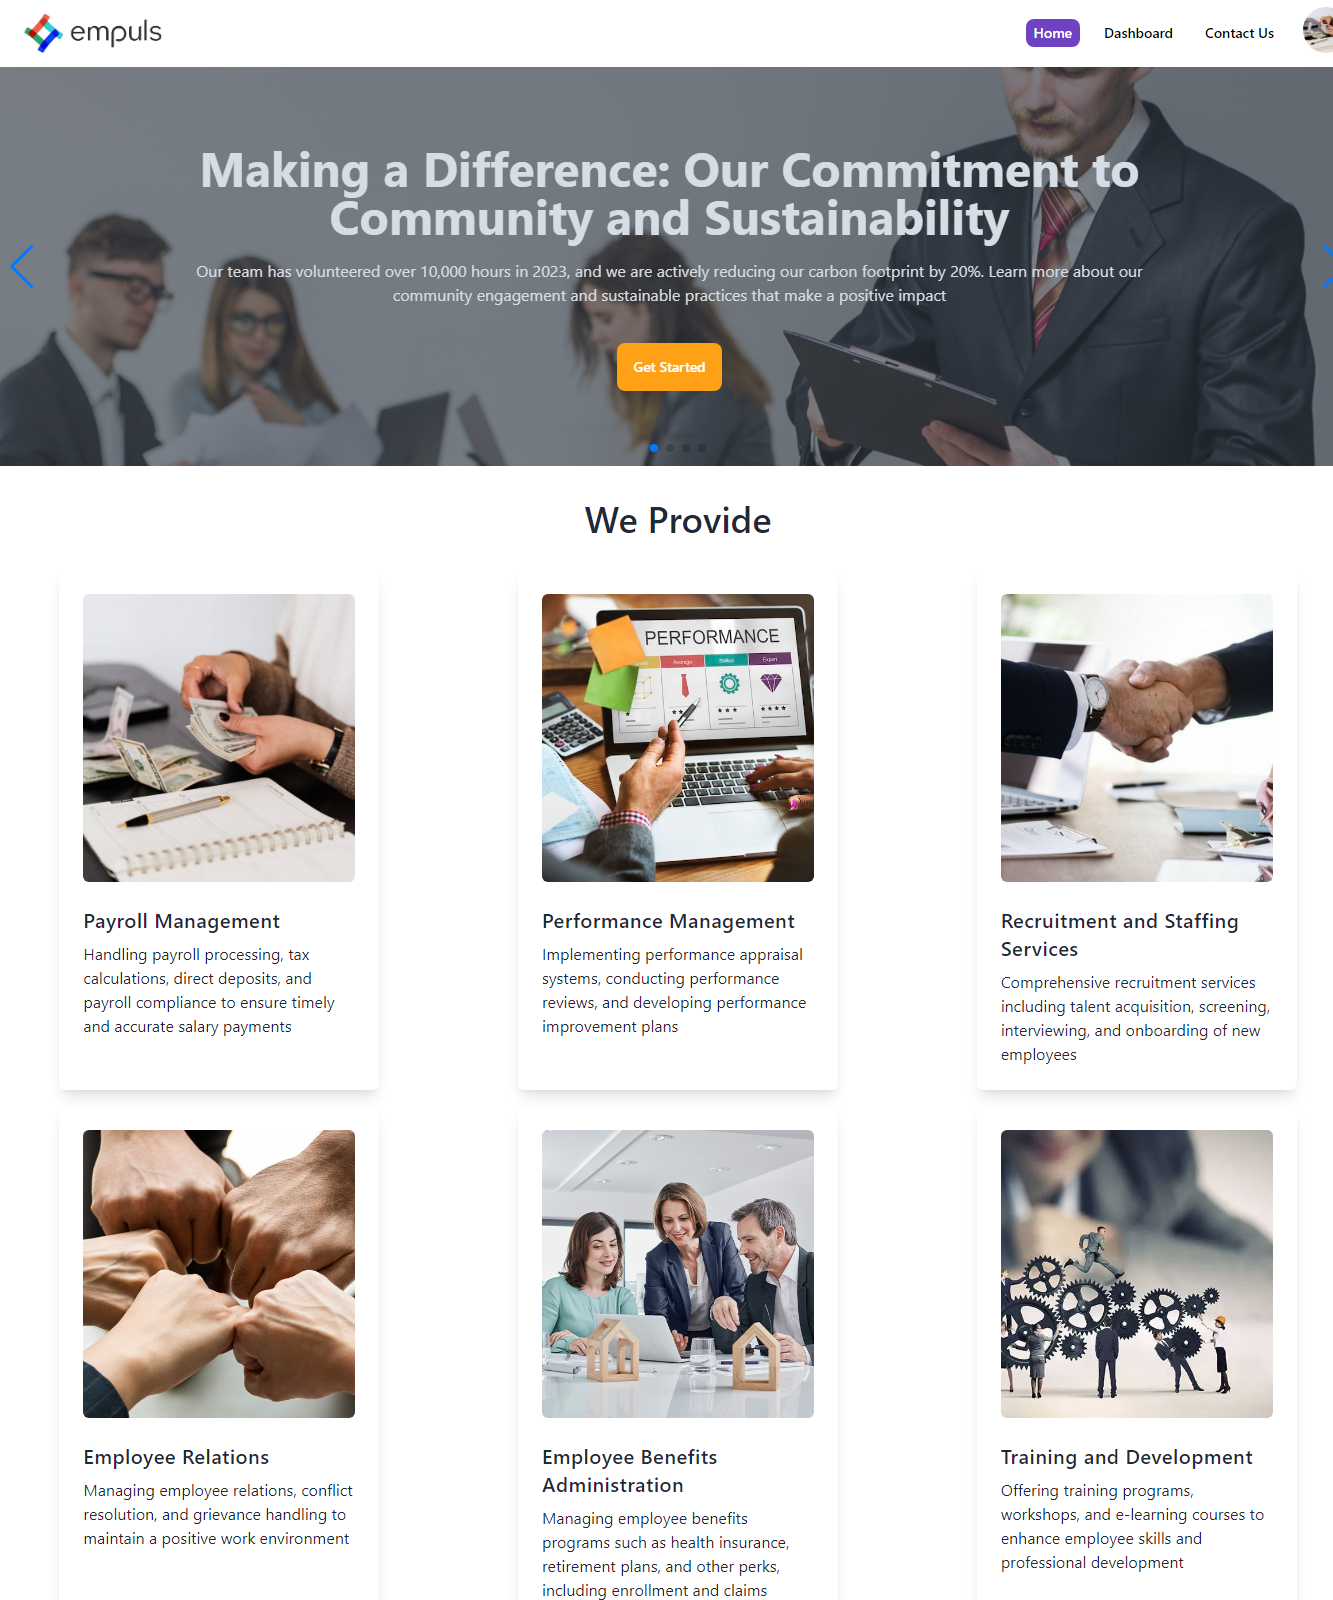 empuls
Home
Dashboard
Contact Us
Making a Difference: Our Commitment to
Community and Sustainability
Our team has volunteered over 10,000 hours in 2023, and we are actively reducing our carbon footprint by 20%. Learn more about our
community engagement and sustainable practices that make a positive impact
Get Started
We Provide
PERFORMANCE
Average
Skilled
Expert
Payroll Management
Handling payroll processing, tax
calculations, direct deposits, and
payroll compliance to ensure timely
and accurate salary payments
Performance Management
Implementing performance appraisal
systems, conducting performance
reviews, and developing performance
improvement plans
Recruitment and Staffing
Services
Comprehensive recruitment services
including talent acquisition, screening,
interviewing, and onboarding of new
employees
Employee Relations
Managing employee relations, conflict
resolution, and grievance handling to
maintain a positive work environment
Employee Benefits
Administration
Managing employee benefits
programs such as health insurance,
retirement plans, and other perks,
including enrollment and claims
Training and Development
Offering training programs,
workshops, and e-learning courses to
enhance employee skills and
professional development